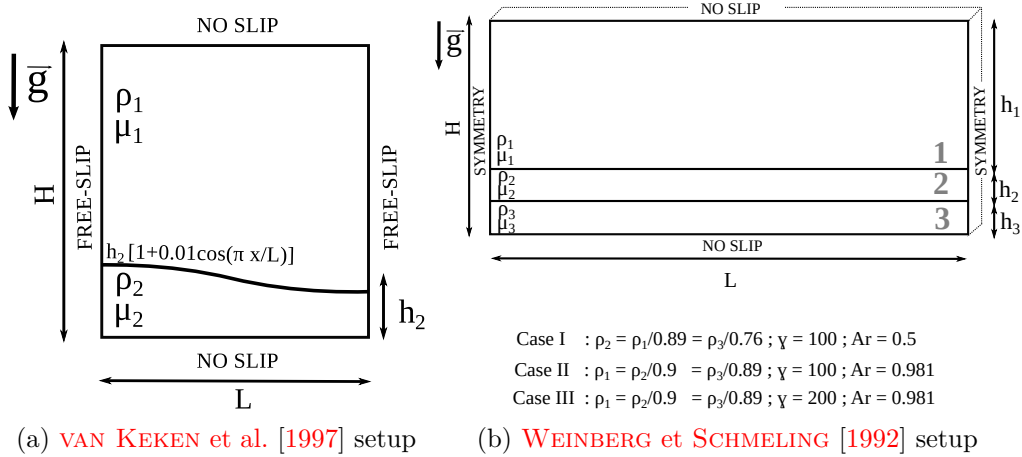 NO SLIP
g
ρ1
μ1
H
FREE-SLIP
FREE-SLIP
h2[1+0.01cos(π x/L)]
ρ2
μ2
h2
NO SLIP
L
(a) VAN KEKEN et al. [1997] setup
NO SLIP
g
H
SYMMETRY
SYMMETRY
h1
ρ1
μ1
1
ρ2
μ2
2
h2
ρ3
μ3
3
h3
NO SLIP
L
Case I : ρ2 = ρ1/0.89 = ρ3/0.76 ; γ = 100 ; Ar = 0.5
Case II : ρ1 = ρ2/0.9 = ρ3/0.89 ; γ = 100 ; Ar = 0.981
Case III : ρ1 = ρ2/0.9 = ρ3/0.89 ; γ = 200 ; Ar = 0.981
(b) WEINBERG et SCHMELING [1992] setup